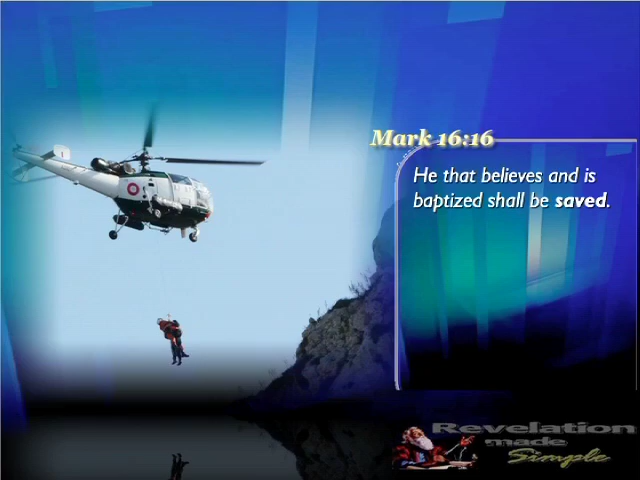 Mark 16:16
He that believes and is
baptized shall be saved.
Revelation
made
Simple